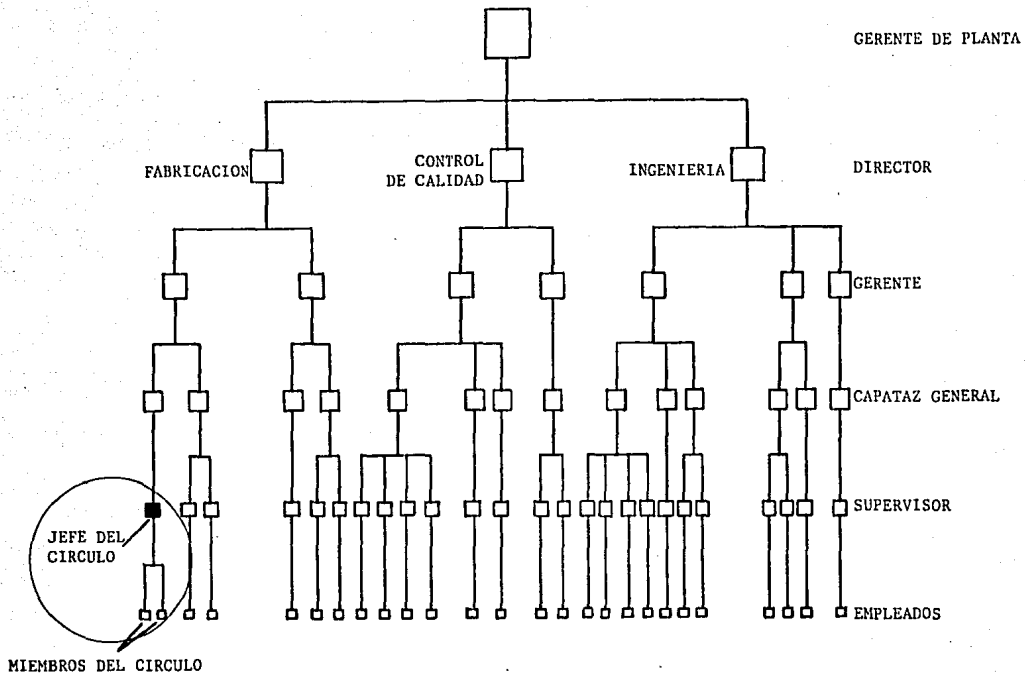 GERENTE DE PLANTA
FABRICACION
CONTROL
DE CALIDAD
INGENIERIA
DIRECTOR
GERENTE
CAPATAZ GENERAL
SUPERVISOR
JEFE DEL
CIRCULO
EMPLEADOS
MIEMBROS DEL CIRCULO